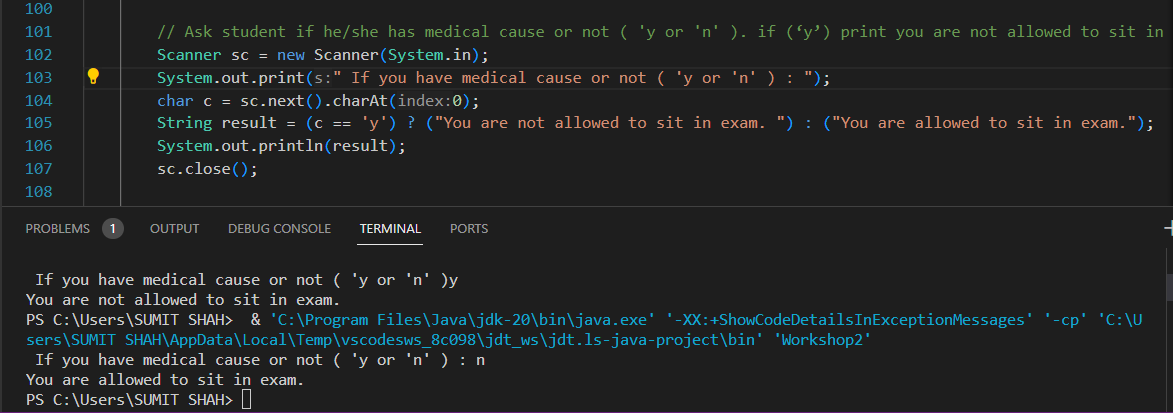 100
101 // Ask student if he/she has medical cause or not ( 'y or 'n' ). if (‘y’) print you are not allowed to sit in
102 Scanner sc = new Scanner(System.in);
103 System.out.print(s:" If you have medical cause or not ( 'y or 'n' ) : ");
104 char c = sc.next().charAt(index:0);
105 String result = (c == 'y') ? ("You are not allowed to sit in exam. ") : ("You are allowed to sit in exam.");
106 System.out.println(result);
107 sc.close();
108
PROBLEMS 1 OUTPUT DEBUG CONSOLE TERMINAL PORTS
If you have medical cause or not ( 'y or 'n' )y
You are not allowed to sit in exam.
PS C:\Users\SUMIT SHAH> & 'C:\Program Files\Java\jdk-20\bin\java.exe' '-XX:+ShowCodeDetailsInExceptionMessages' '-cp' 'C:\U
sers\SUMIT SHAH\AppData\Local\Temp\vscodesws_8c098\jdt_ws\jdt.ls-java-project\bin' 'Workshop2'
If you have medical cause or not ( 'y or 'n' ) : n
You are allowed to sit in exam.
PS C:\Users\SUMIT SHAH>